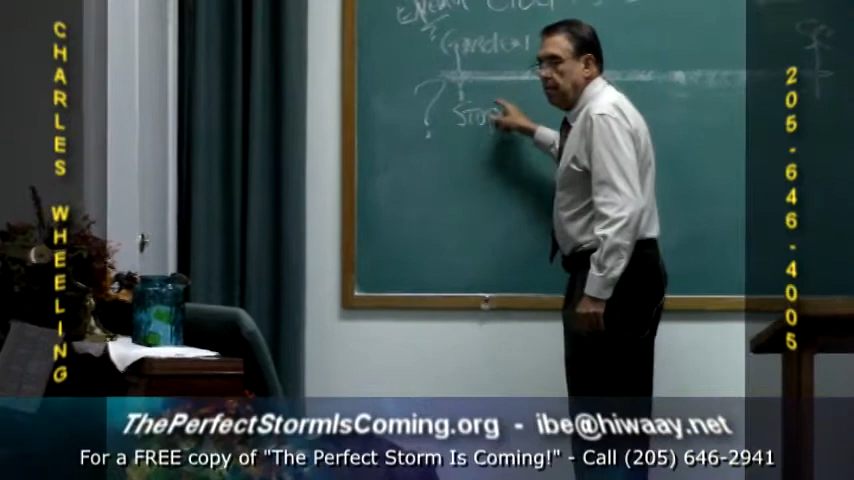 CHARLES WHEELING
205-646-4005
Garden
?
Stop
ThePerfectStormIsComing.org - ibe@hiwaay.net
For a FREE copy of "The Perfect Storm Is Coming!" - Call (205) 646-2941